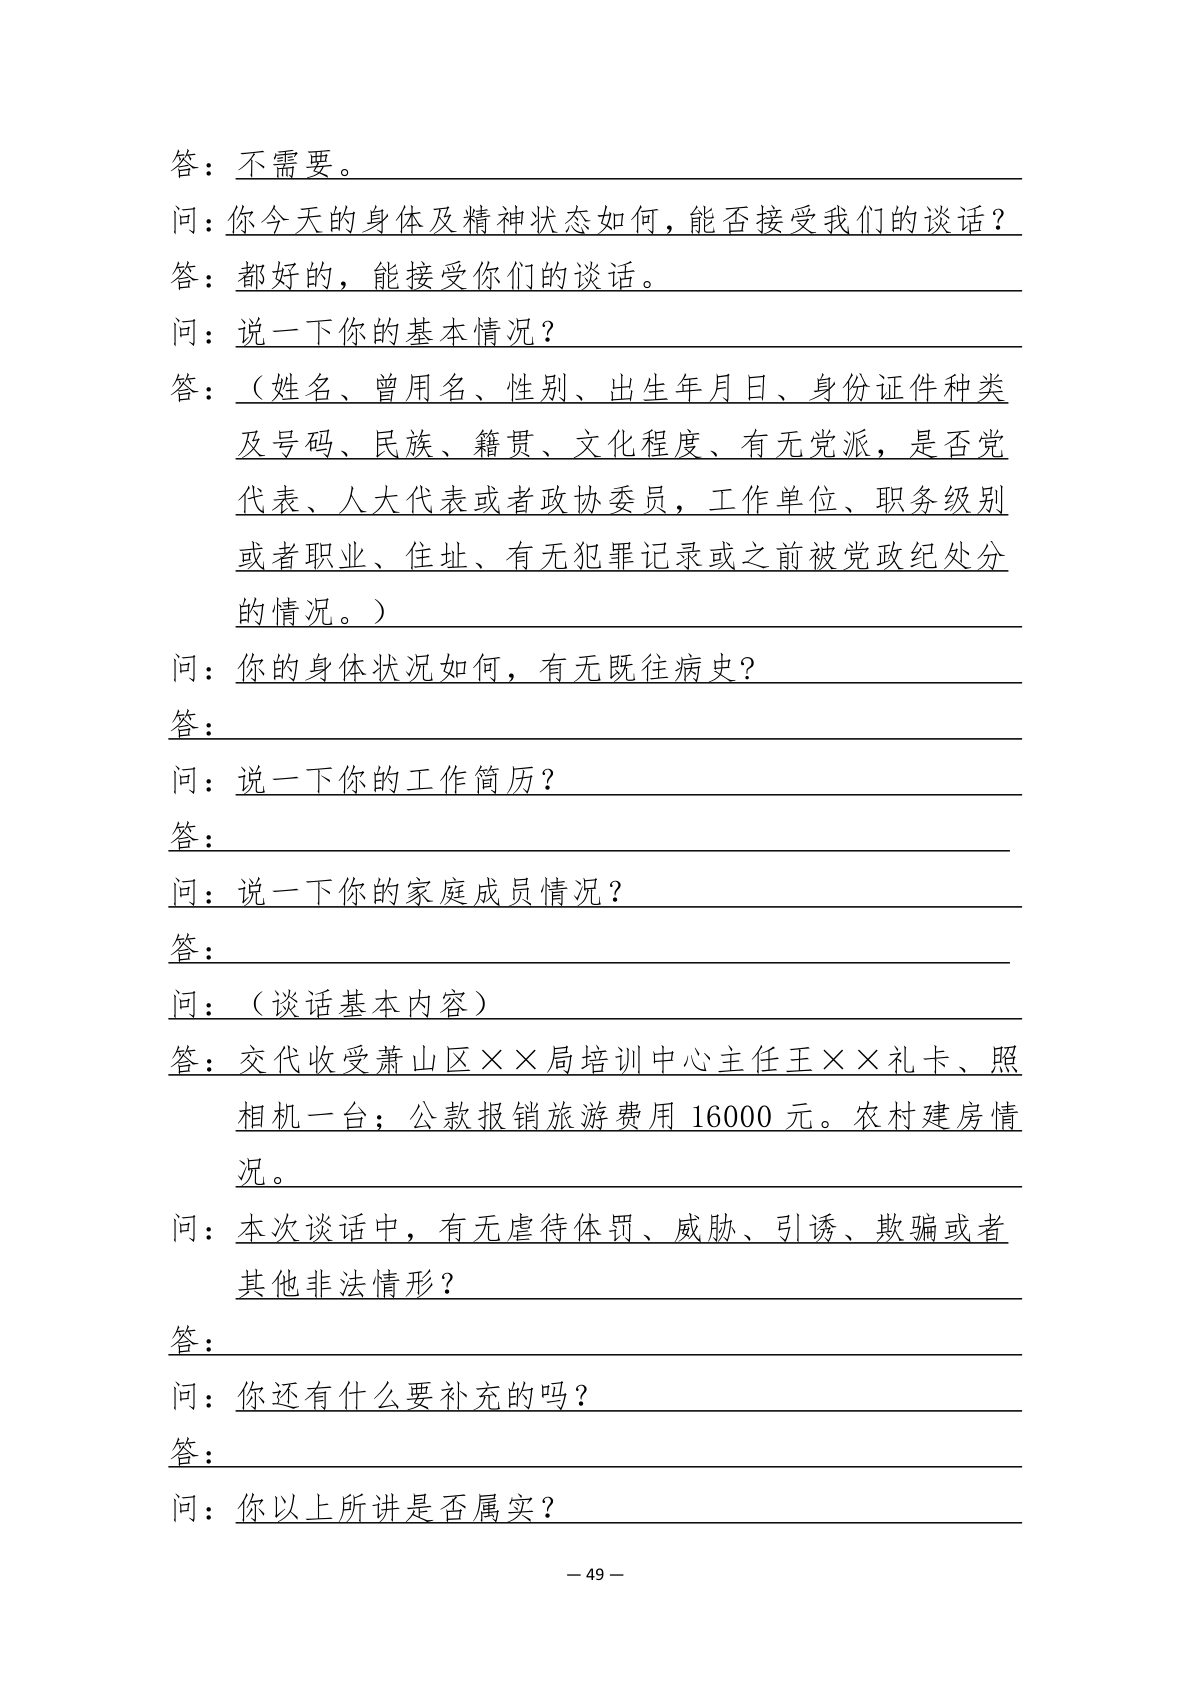 答：不需要。
问：你今天的身体及精神状态如何，能否接受我们的谈话？
答：都好的，能接受你们的谈话。
问：说一下你的基本情况？
答：（姓名、曾用名、性别、出生年月日、身份证件种类
及号码、民族、籍贯、文化程度、有无党派，是否党
代表、人大代表或者政协委员，工作单位、职务级别
或者职业、住址、有无犯罪记录或之前被党政纪处分
的情况。）
问：你的身体状况如何，有无既往病史？
答：
问：说一下你的工作简历？
答：
问：说一下你的家庭成员情况？
答：
问：（谈话基本内容）
答：交代收受萧山区××局培训中心主任王××礼卡、照
相机一台；公款报销旅游费用 16000 元。农村建房情
况。
问：本次谈话中，有无虐待体罚、威胁、引诱、欺骗或者
其他非法情形？
答：
问：你还有什么要补充的吗？
答：
问：你以上所讲是否属实？
— 49 —